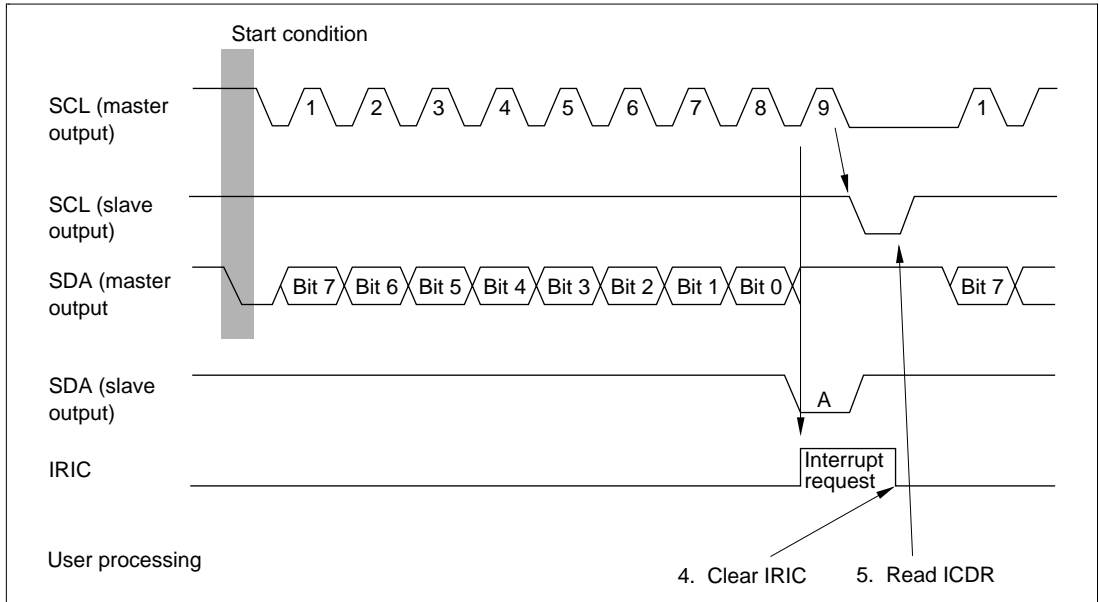 Start condition
SCL (master
output)
1 2 3 4 5 6 7 8 9 1
SCL (slave
output)
SDA (master
output
Bit 7 Bit 6 Bit 5 Bit 4 Bit 3 Bit 2 Bit 1 Bit 0 Bit 7
SDA (slave
output)
A
IRIC
Interrupt
request
User processing
4. Clear IRIC 5. Read ICDR